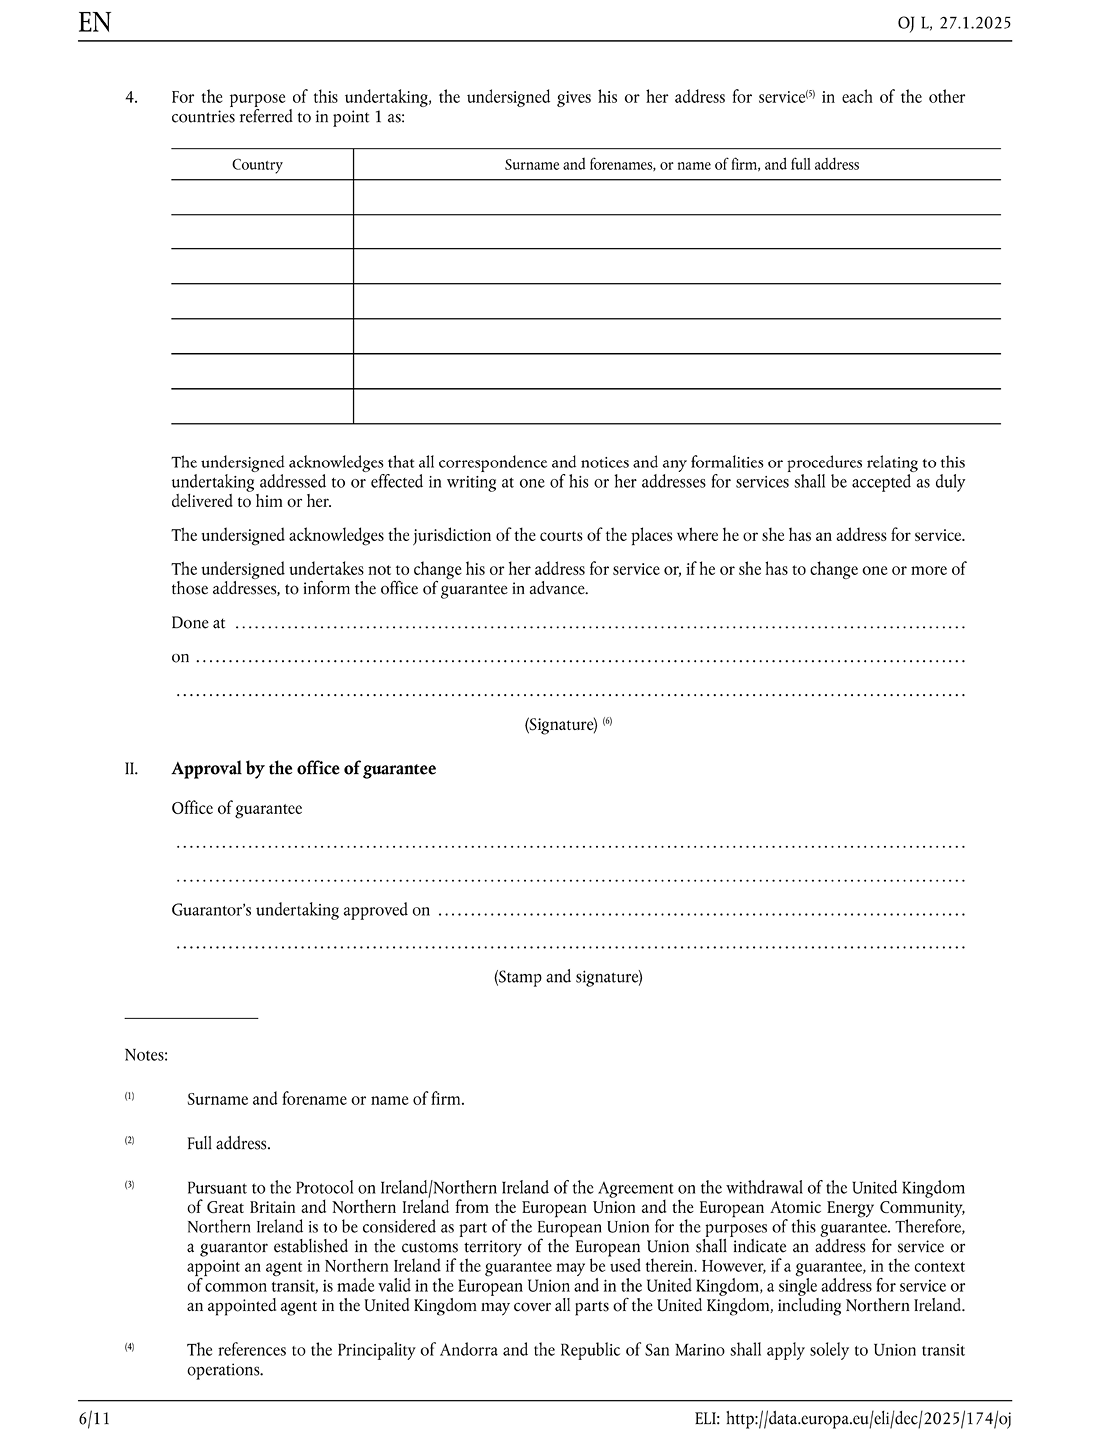 EN
OJ L, 27.1.2025
4. For the purpose of this undertaking, the undersigned gives his or her address for service(5) in each of the other
countries referred to in point 1 as:
Country
Surname and forenames, or name of firm, and full address
The undersigned acknowledges that all correspondence and notices and any formalities or procedures relating to this
undertaking addressed to or effected in writing at one of his or her addresses for services shall be accepted as duly
delivered to him or her.
The undersigned acknowledges the jurisdiction of the courts of the places where he or she has an address for service.
The undersigned undertakes not to change his or her address for service or, if he or she has to change one or more of
those addresses, to inform the office of guarantee in advance.
Done at ........................................................................................................
on ........................................................................................................
........................................................................................................
(Signature) (6)
II. Approval by the office of guarantee
Office of guarantee
........................................................................................................
........................................................................................................
Guarantor's undertaking approved on ................................................................................
........................................................................................................
(Stamp and signature)
Notes:
(1) Surname and forename or name of firm.
(2) Full address.
(3) Pursuant to the Protocol on Ireland/Northern Ireland of the Agreement on the withdrawal of the United Kingdom
of Great Britain and Northern Ireland from the European Union and the European Atomic Energy Community,
Northern Ireland is to be considered as part of the European Union for the purposes of this guarantee. Therefore,
a guarantor established in the customs territory of the European Union shall indicate an address for service or
appoint an agent in Northern Ireland if the guarantee may be used therein. However, if a guarantee, in the context
of common transit, is made valid in the European Union and in the United Kingdom, a single address for service or
an appointed agent in the United Kingdom may cover all parts of the United Kingdom, including Northern Ireland.
(4) The references to the Principality of Andorra and the Republic of San Marino shall apply solely to Union transit
operations.
6/11
ELI: http://data.europa.eu/eli/dec/2025/174/oj